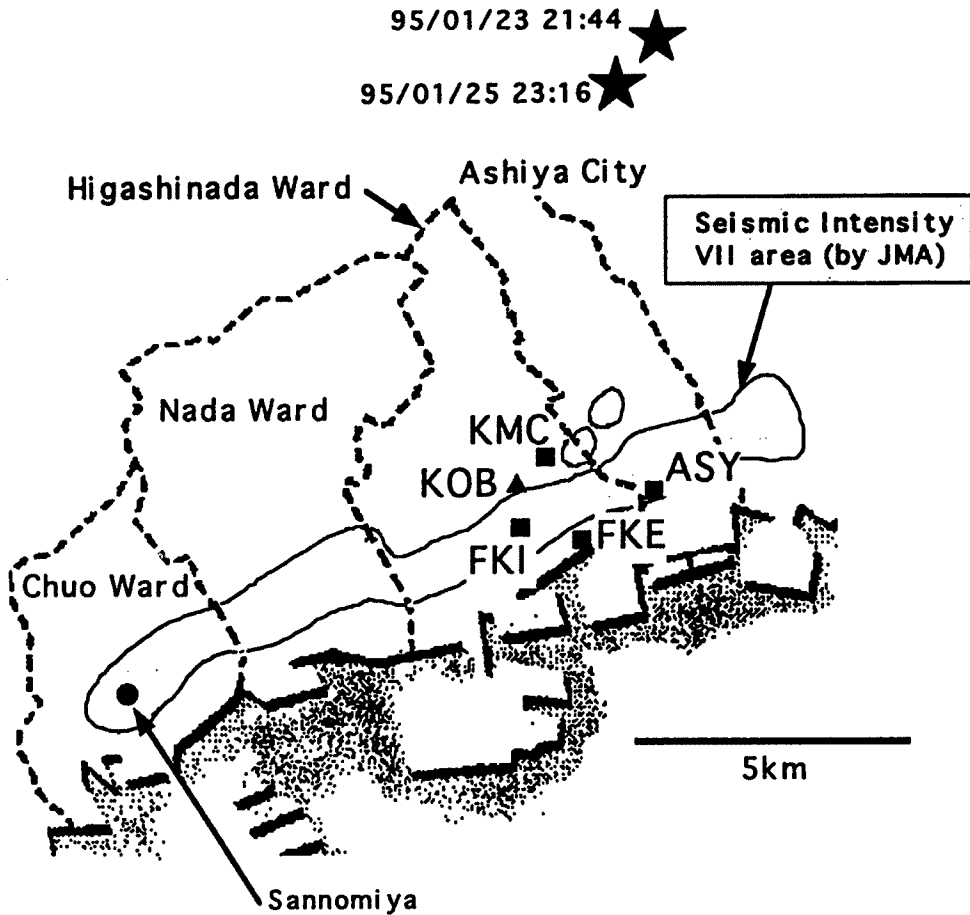 95/01/23 21:44
95/01/25 23:16
Higashinada Ward
Ashiya City
Seismic Intensity
VII area (by JMA)
Nada Ward
KMC
KOB
ASY
FKI
FKE
Chuo Ward
5km
Sannomiya